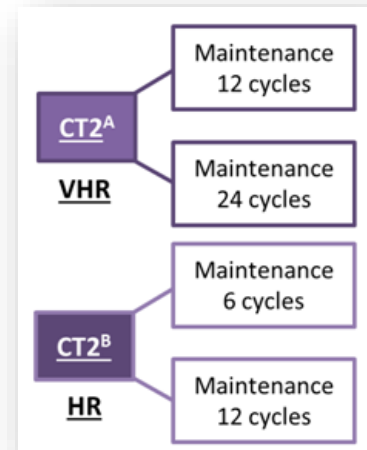 Maintenance
12 cycles
CT2ᴬ
VHR
Maintenance
24 cycles
Maintenance
6 cycles
CT2ᴮ
HR
Maintenance
12 cycles